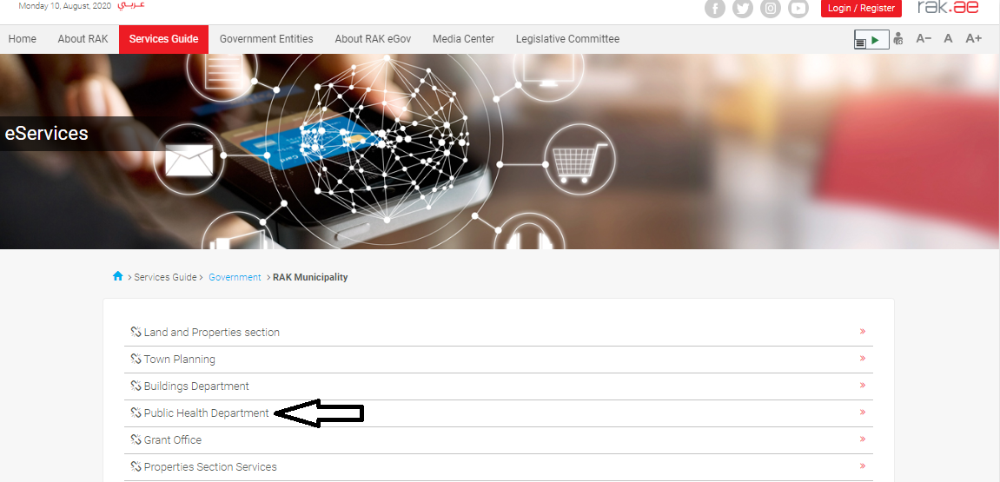 Monday 10, August, 2020 عربي
Login / Register
rak.ae
Home About RAK Services Guide Government Entities About RAK eGov Media Center Legislative Committee A- A A+
eServices
> Services Guide > Government > RAK Municipality
Land and Properties section »
Town Planning »
Buildings Department »
Public Health Department »
Grant Office »
Properties Section Services »